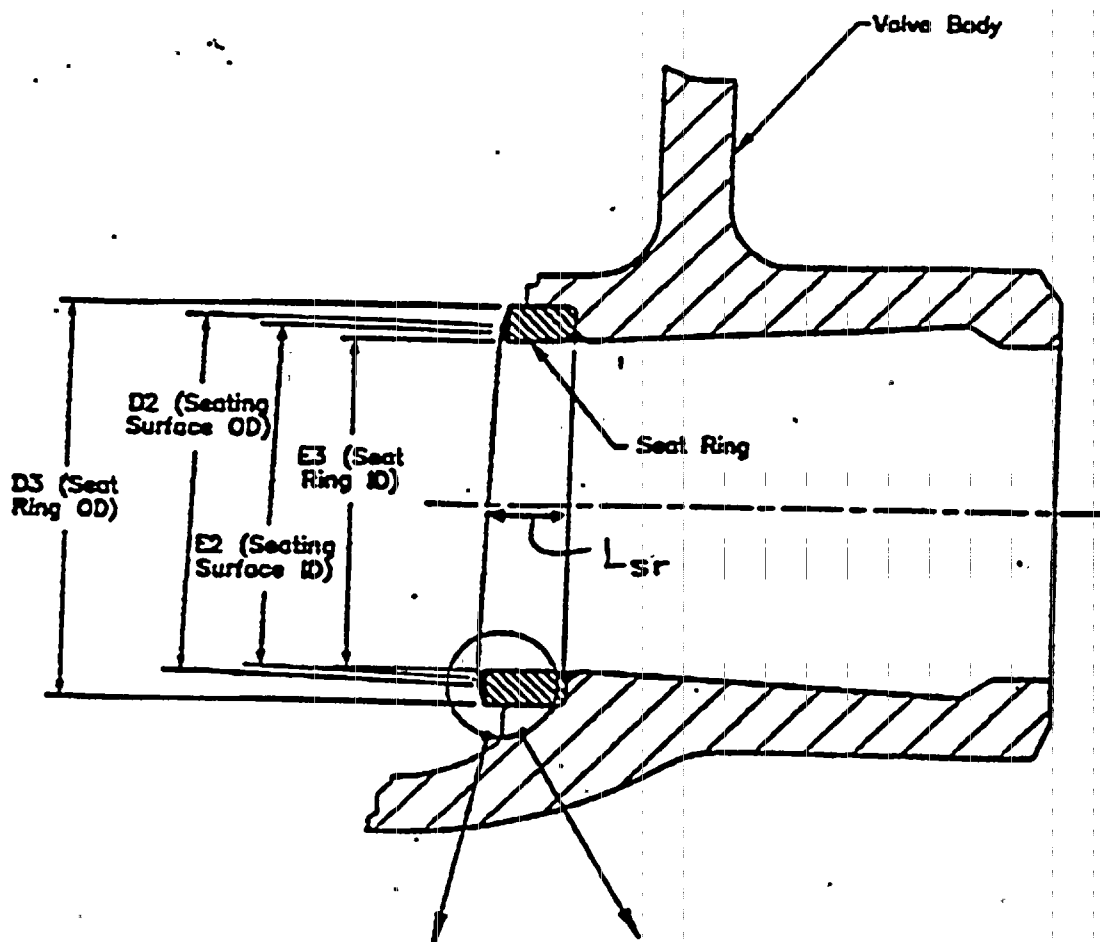 Valve Body
D2 (Seating
Surface OD)
E3 (Seat
Ring ID)
Seat Ring
D3 (Seat
Ring OD)
E2 (Seating
Surface ID)
Lsr